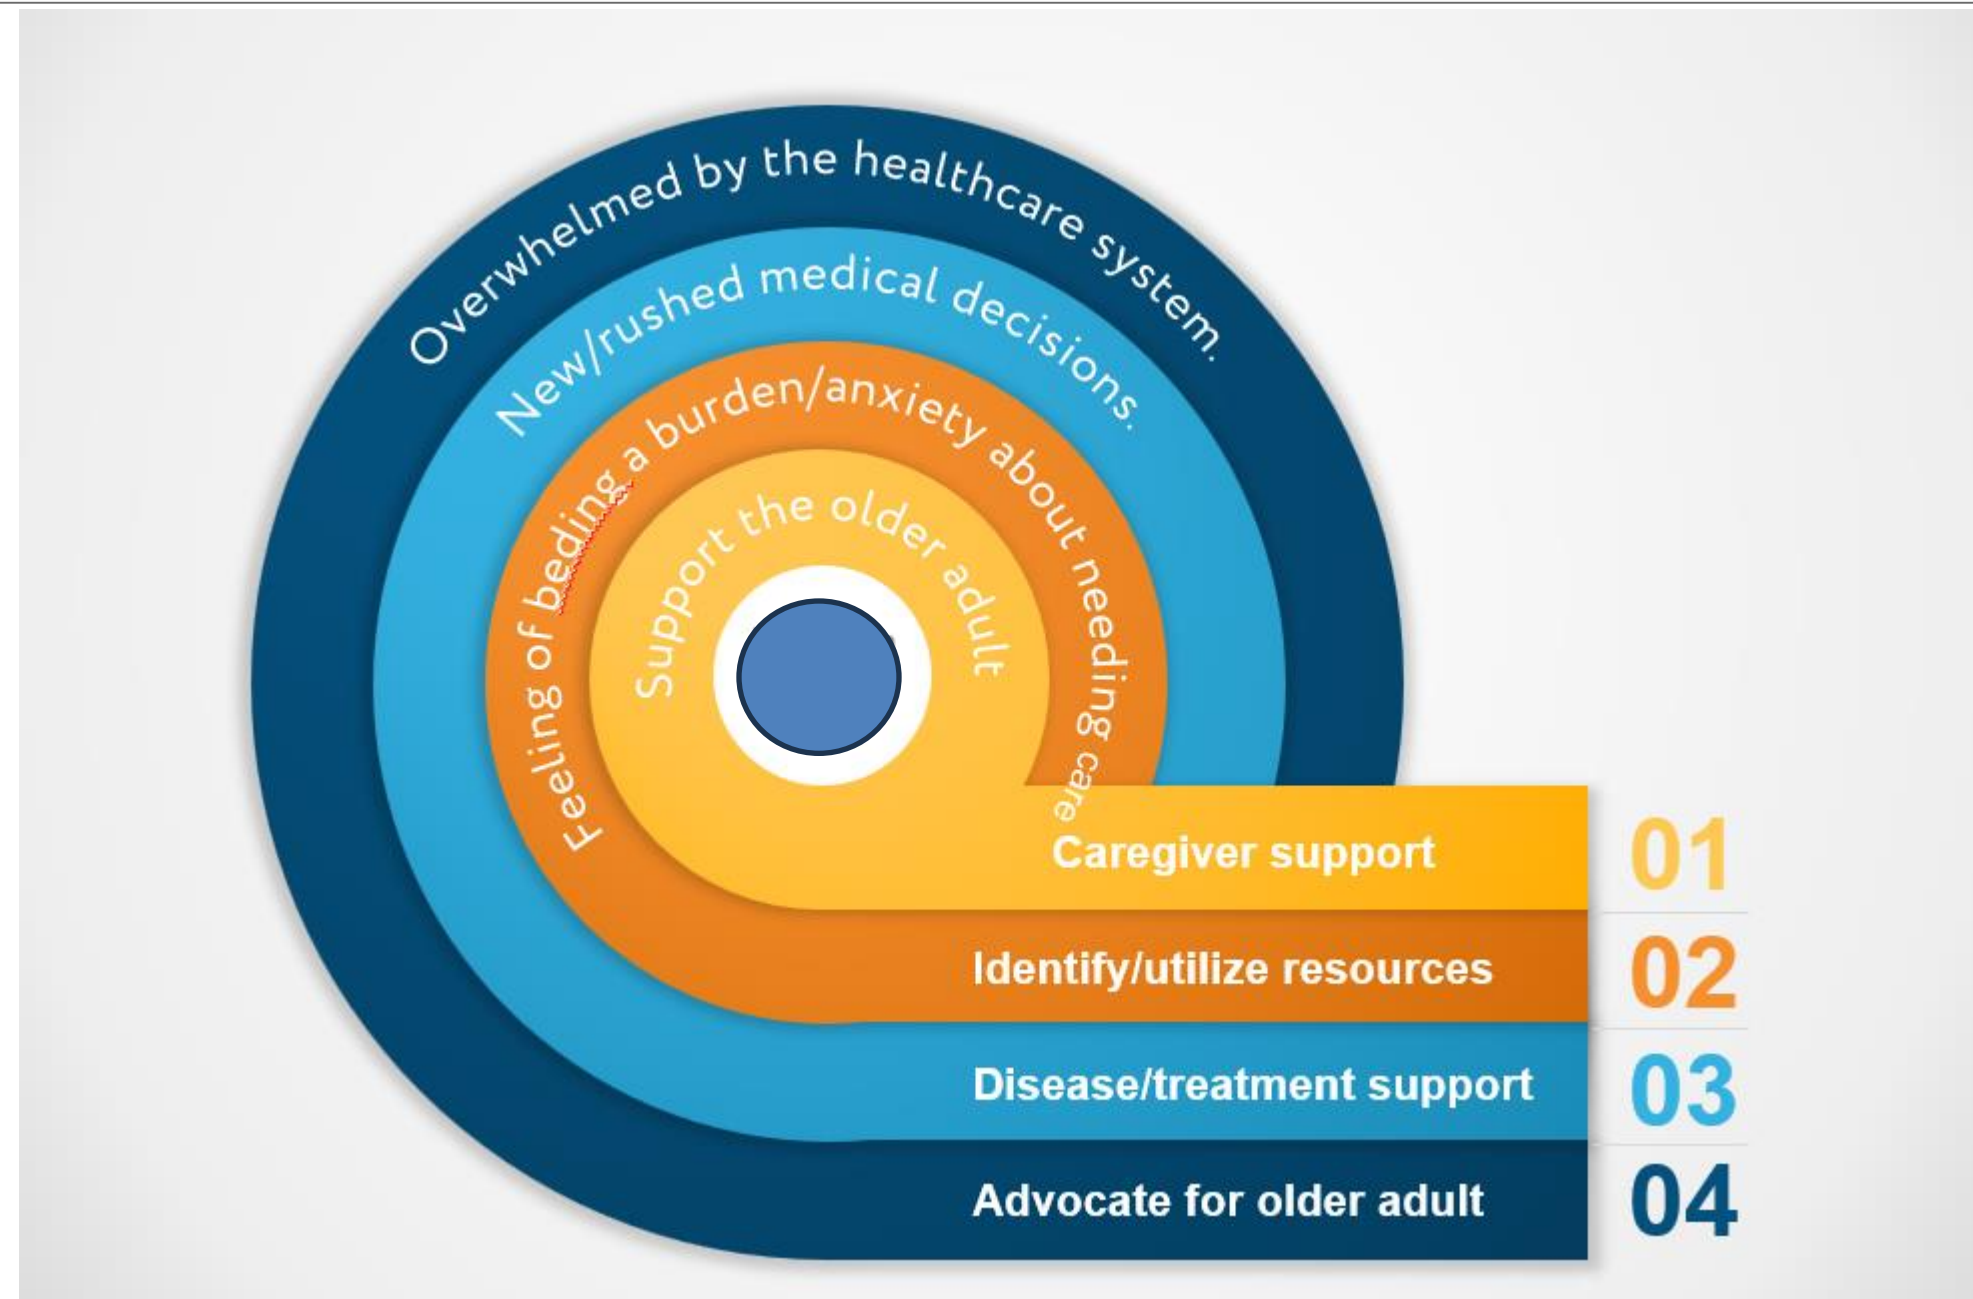 Overwhelmed by the healthcare system.
New/rushed medical decisions.
Feeling of beding a burden/anxiety about needing care
Support the older adult
Caregiver support
01
Identify/utilize resources
02
Disease/treatment support
03
Advocate for older adult
04